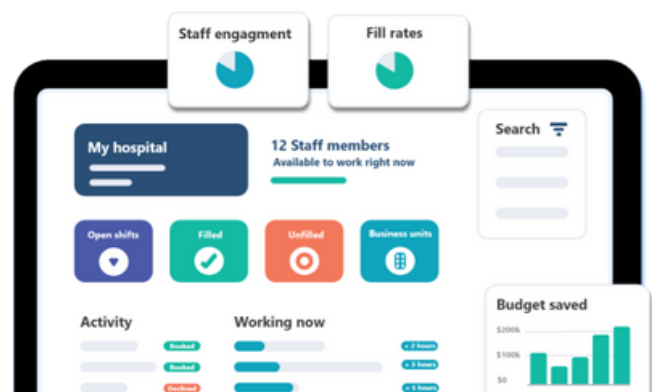 Staff engagment
Fill rates
My hospital
12 Staff members
Available to work right now
Search
Open shifts
Filled
Unfilled
Business units
Activity
Working now
Booked
+ 2 hours
Booked
+ 3 hours
Declined
+ 5 hours
Budget saved
$200k
$100k
$0